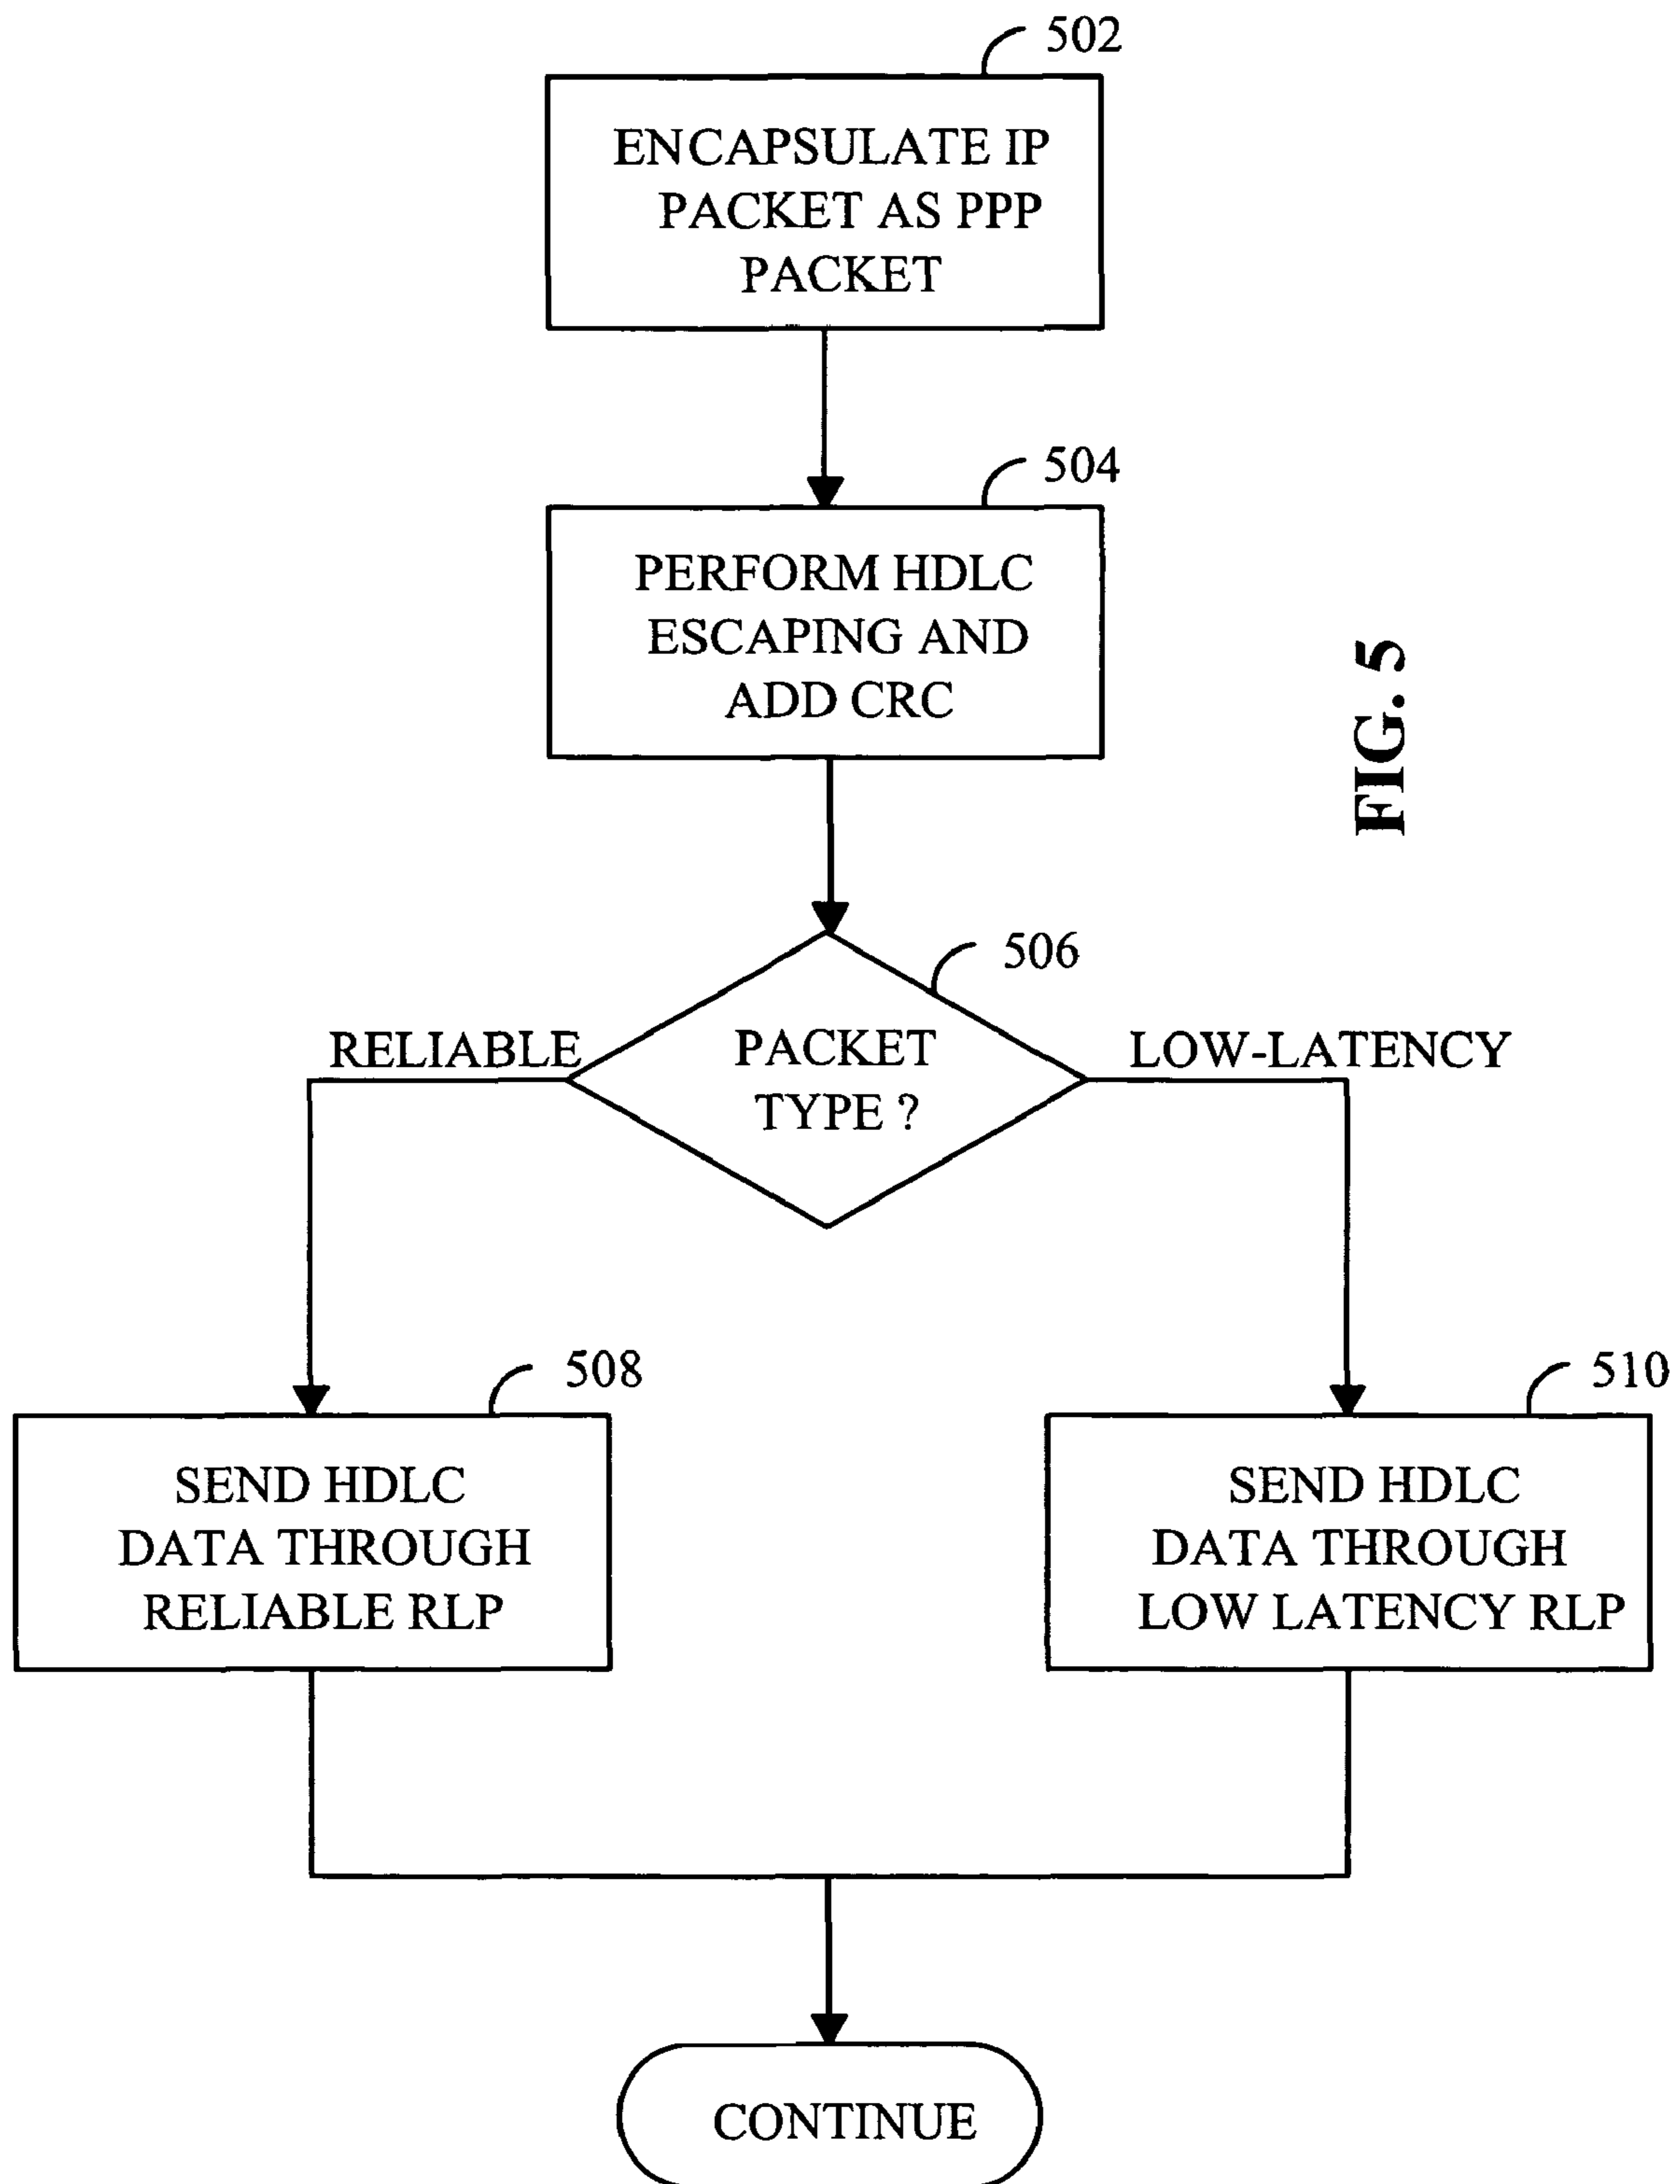 502
ENCAPSULATE IP
PACKET AS PPP
PACKET
504
PERFORM HDLC
ESCAPING AND
ADD CRC
FIG. 5
506
PACKET
TYPE ?
RELIABLE
LOW-LATENCY
508
SEND HDLC
DATA THROUGH
RELIABLE RLP
510
SEND HDLC
DATA THROUGH
LOW LATENCY RLP
CONTINUE